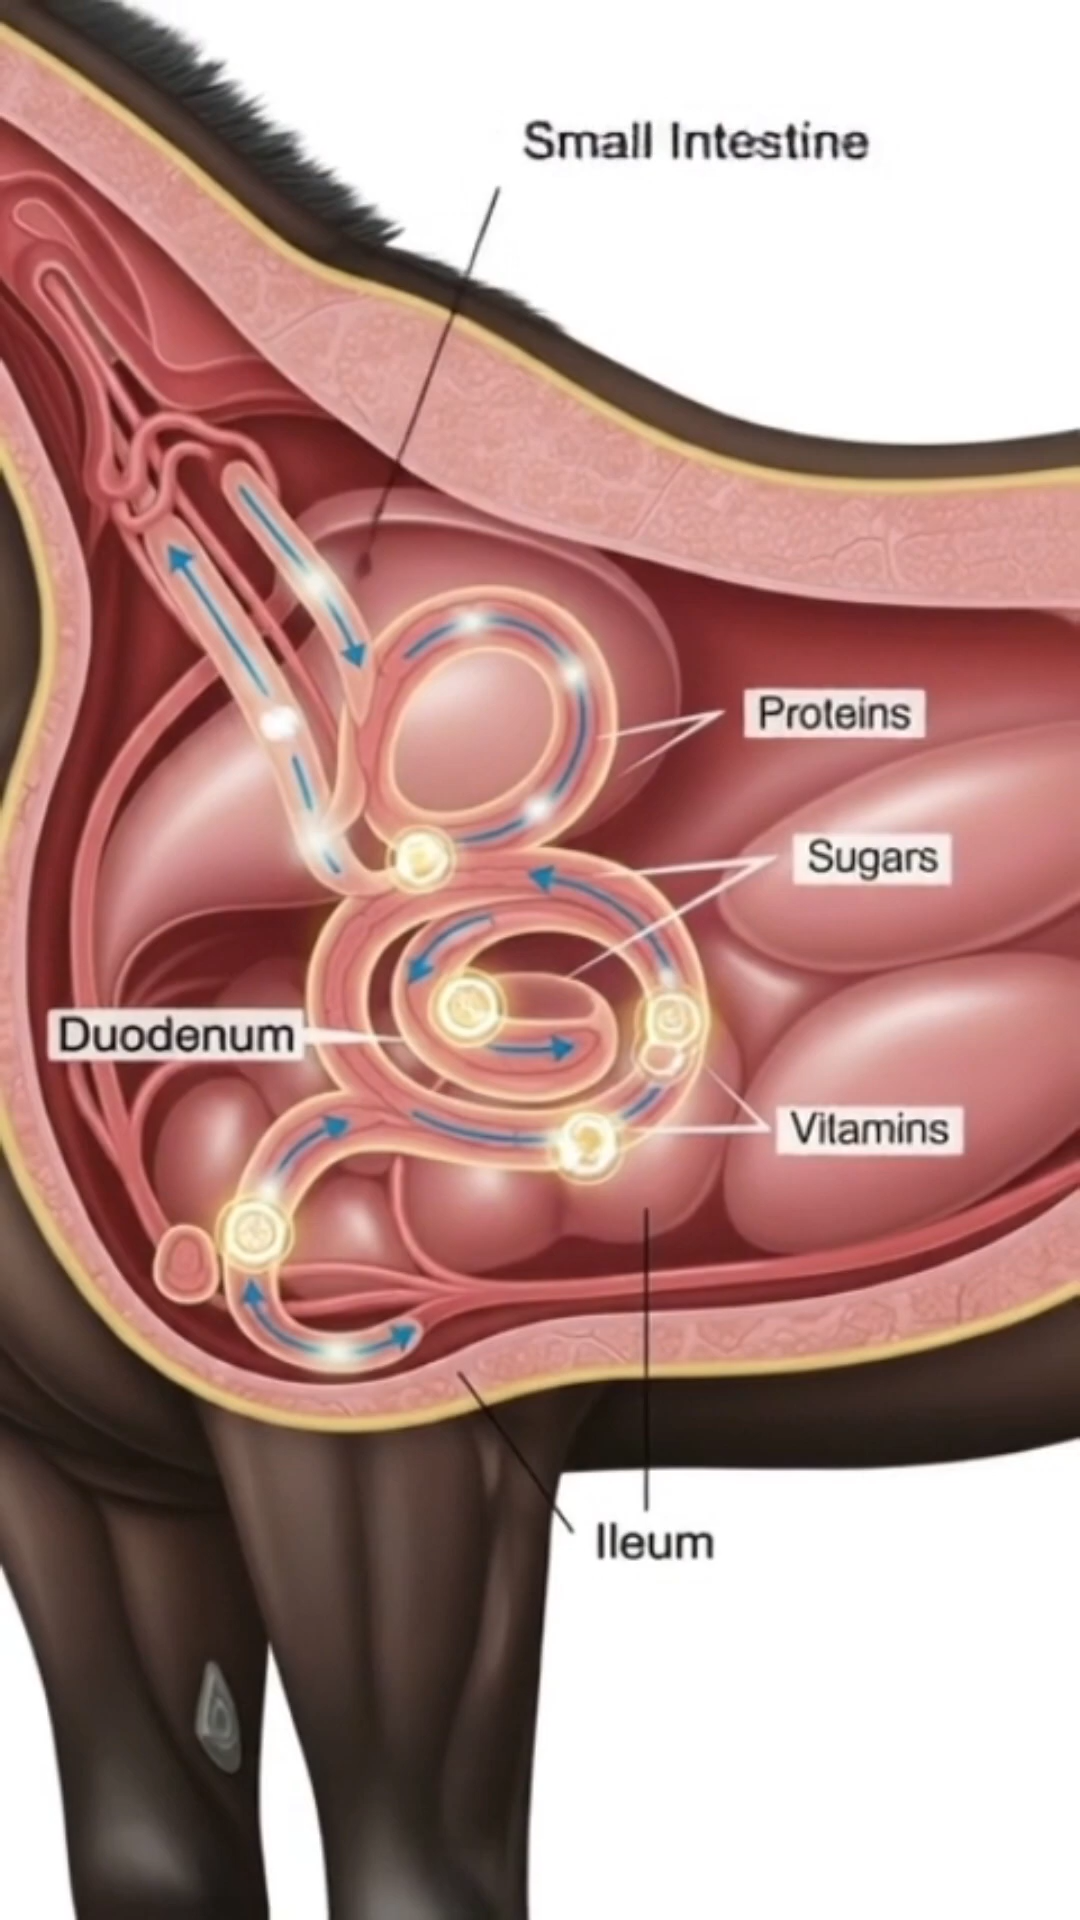 Small Intestine
Proteins
Sugars
Duodenum
Vitamins
Ileum